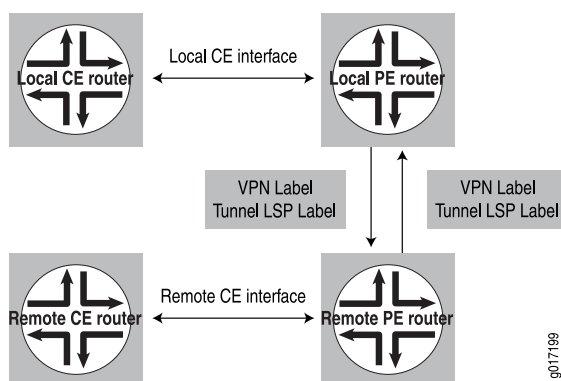 Local CE interface
Local CE router
Local PE router
VPN Label
Tunnel LSP Label
VPN Label
Tunnel LSP Label
Remote CE interface
Remote CE router
Remote PE router
g017199